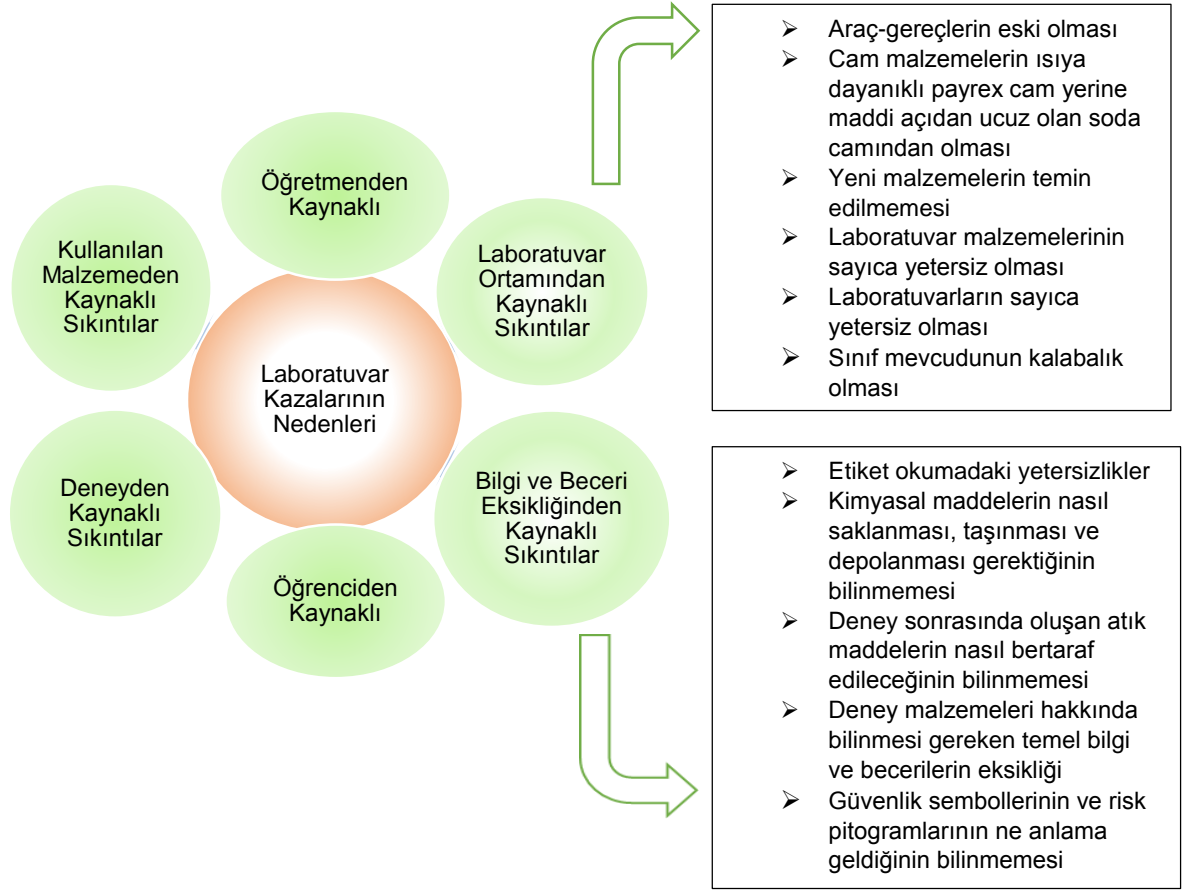 Öğretmenden
Kaynaklı
Kullanılan
Malzemeden
Kaynaklı
Sıkıntılar
Laboratuvar
Ortamından
Kaynaklı
Sıkıntılar
Laboratuvar
Kazalarının
Nedenleri
Deneyden
Kaynaklı
Sıkıntılar
Bilgi ve Beceri
Eksikliğinden
Kaynaklı
Sıkıntılar
Öğrenciden
Kaynaklı
➢ Araç-gereçlerin eski olması
➢ Cam malzemelerin ısıya
dayanıklı payrex cam yerine
maddi açıdan ucuz olan soda
camından olması
➢ Yeni malzemelerin temin
edilmemesi
➢ Laboratuvar malzemelerinin
sayıca yetersiz olması
➢ Laboratuvarların sayıca
yetersiz olması
➢ Sınıf mevcudunun kalabalık
olması
➢ Etiket okumadaki yetersizlikler
➢ Kimyasal maddelerin nasıl
saklanması, taşınması ve
depolanması gerektiğinin
bilinmemesi
➢ Deney sonrasında oluşan atık
maddelerin nasıl bertaraf
edileceğinin bilinmemesi
➢ Deney malzemeleri hakkında
bilinmesi gereken temel bilgi
ve becerilerin eksikliği
➢ Güvenlik sembollerinin ve risk
pitogramlarının ne anlama
geldiğinin bilinmemesi